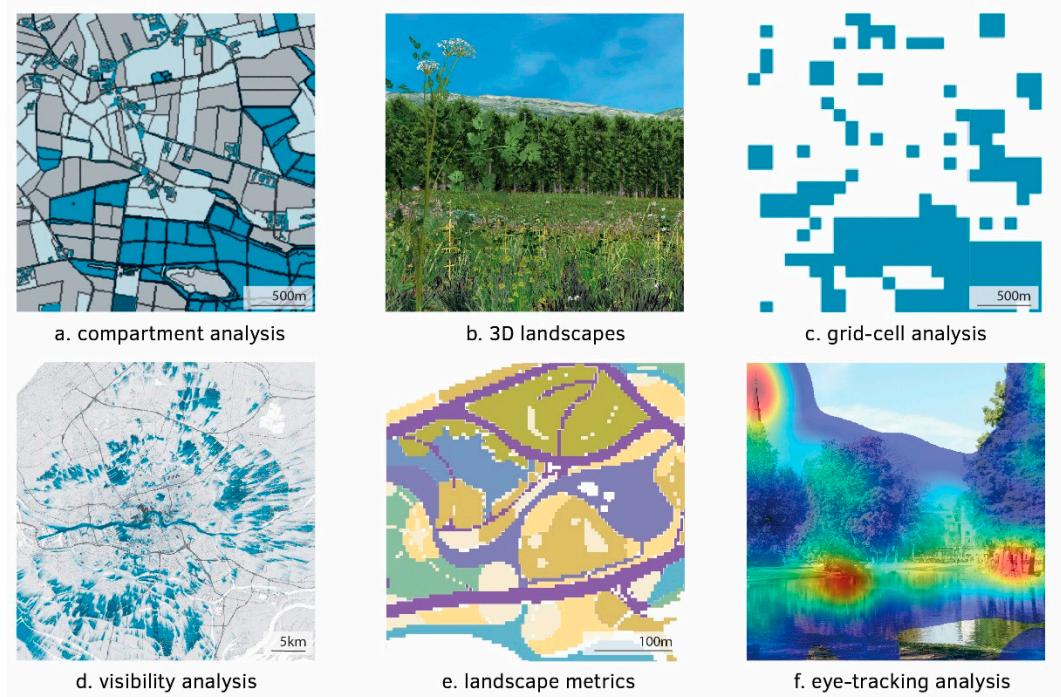 500m
500m
a. compartment analysis
b. 3D landscapes
c. grid-cell analysis
5km
100m
d. visibility analysis
e. landscape metrics
f. eye-tracking analysis